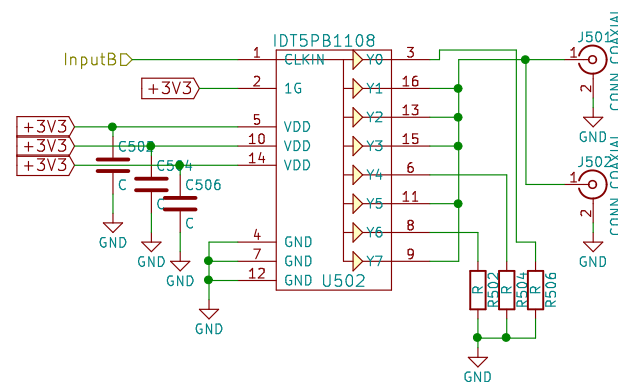 IDT5PB1108
InputB
1 CLKIN Y0 3
+3V3 2 1G Y1 16
+3V3 5 VDD Y2 13
+3V3 10 VDD Y3 15
+3V3 14 VDD Y4 6
Y5 11
4 GND Y6 8
7 GND Y7 9
12 GND
U502
C
C504
C
C506
C
GND
GND
GND
GND
R R502
R R504
R R506
GND
J501
1
2
CONN_COAXIAL
GND
J502
1
2
CONN_COAXIAL
GND